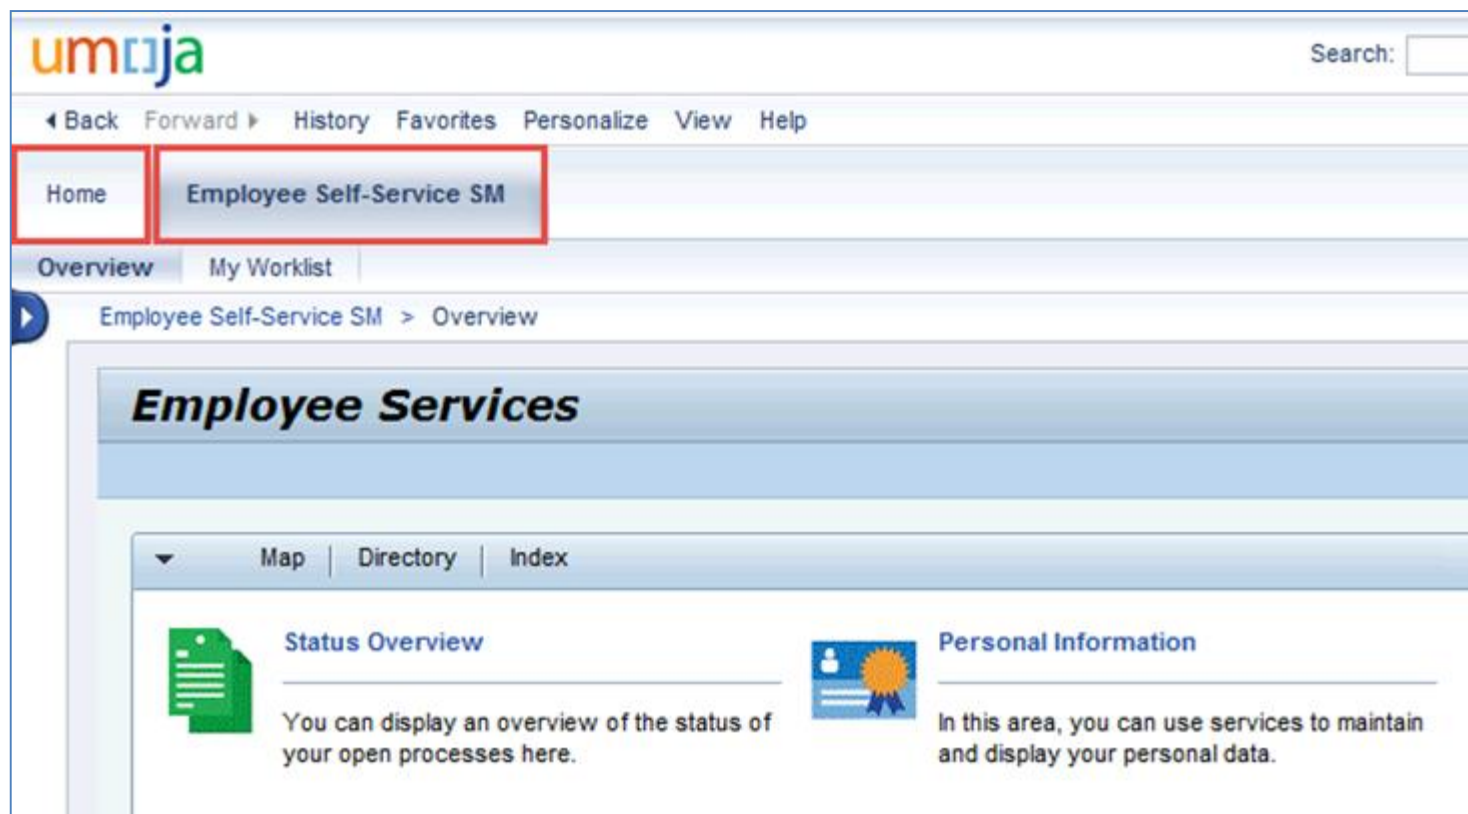 umoja
Search:
Back Forward History Favorites Personalize View Help
Home Employee Self-Service SM
Overview My Worklist
Employee Self-Service SM > Overview
Employee Services
Map | Directory | Index
Status Overview
You can display an overview of the status of
your open processes here.
Personal Information
In this area, you can use services to maintain
and display your personal data.